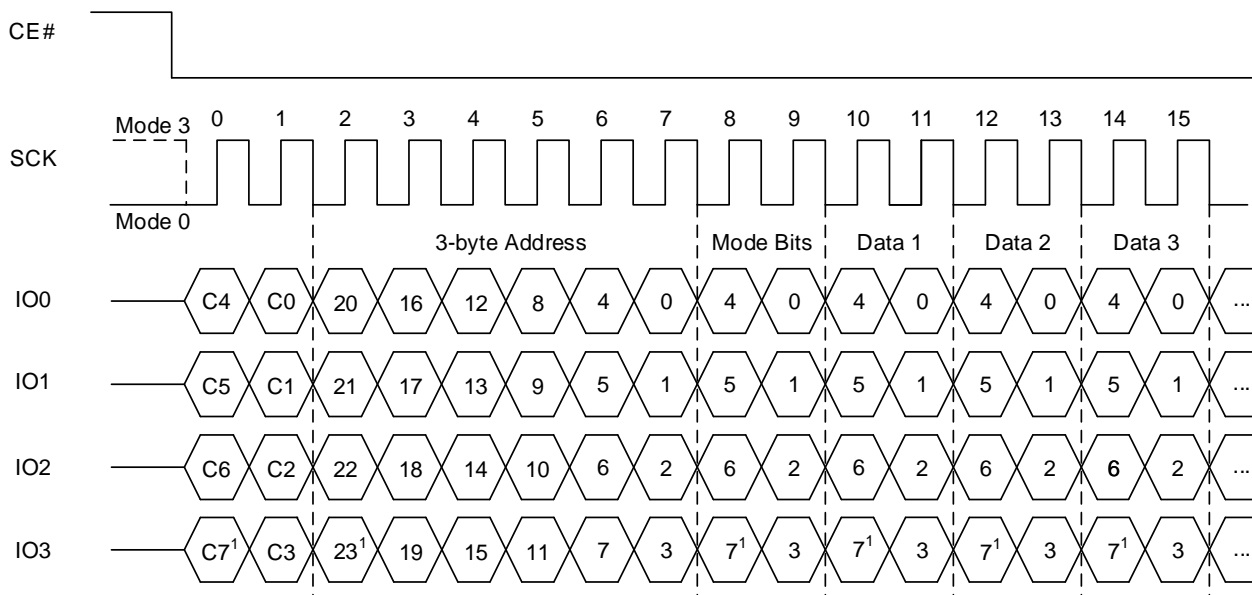 CE#
Mode 3 0 1 2 3 4 5 6 7 8 9 10 11 12 13 14 15
SCK
Mode 0
3-byte Address Mode Bits Data 1 Data 2 Data 3
IO0 C4 C0 20 16 12 8 4 0 4 0 4 0 4 0 4 0 ...
IO1 C5 C1 21 17 13 9 5 1 5 1 5 1 5 1 5 1 ...
IO2 C6 C2 22 18 14 10 6 2 6 2 6 2 6 2 6 2 ...
IO3 C7¹ C3 23¹ 19 15 11 7 3 7¹ 3 7¹ 3 7¹ 3 7¹ 3 ...